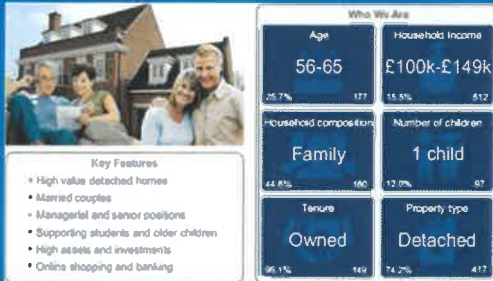 Who We Are
Age
56-65
25.7% 177
Household Income
£100k-£149k
15.5% 512
Household composition
Family
44.6% 160
Number of children
1 child
12.0% 97
Tenure
Owned
96.1% 149
Property type
Detached
74.2% 417
Key Features
• High value detached homes
• Married couples
• Managerial and senior positions
• Supporting students and older children
• High assets and investments
• Online shopping and banking